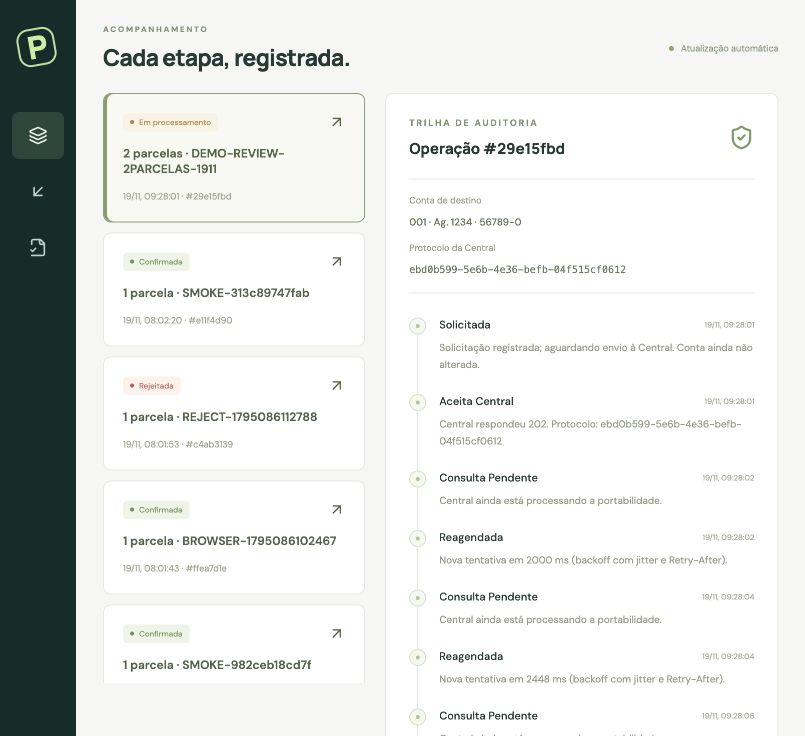 P
ACOMPANHAMENTO
Cada etapa, registrada.
Atualização automática
Em processamento
2 parcelas · DEMO-REVIEW-
2PARCELAS-1911
19/11, 09:28:01 · #29e15fbd
Confirmada
1 parcela · SMOKE-313c89747fab
19/11, 08:02:20 · #e11f4d90
Rejeitada
1 parcela · REJECT-1795086112788
19/11, 08:01:53 · #c4ab3139
Confirmada
1 parcela · BROWSER-1795086102467
19/11, 08:01:43 · #ffea7d1e
Confirmada
1 parcela · SMOKE-982ceb18cd7f
TRILHA DE AUDITORIA
Operação #29e15fbd
Conta de destino
001 · Ag. 1234 · 56789-0
Protocolo da Central
ebd0b599-5e6b-4e36-befb-04f515cf0612
Solicitada
19/11, 09:28:01
Solicitação registrada; aguardando envio à Central. Conta ainda não
alterada.
Aceita Central
19/11, 09:28:01
Central respondeu 202. Protocolo: ebd0b599-5e6b-4e36-befb-
04f515cf0612
Consulta Pendente
19/11, 09:28:02
Central ainda está processando a portabilidade.
Reagendada
19/11, 09:28:02
Nova tentativa em 2000 ms (backoff com jitter e Retry-After).
Consulta Pendente
19/11, 09:28:04
Central ainda está processando a portabilidade.
Reagendada
19/11, 09:28:04
Nova tentativa em 2448 ms (backoff com jitter e Retry-After).
Consulta Pendente
19/11, 09:28:06